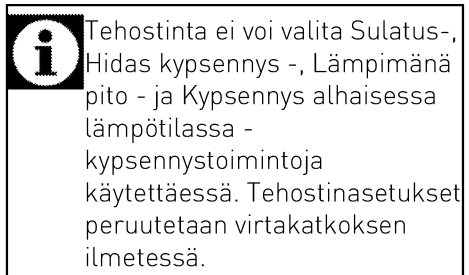 Tehostinta ei voi valita Sulatus-,
Hidas kypsennys -, Lämpimänä
pito - ja Kypsennys alhaisessa
lämpötilassa -
kypsennystoimintoja
käytettäessä. Tehostinasetukset
peruutetaan virtakatkoksen
ilmetessä.